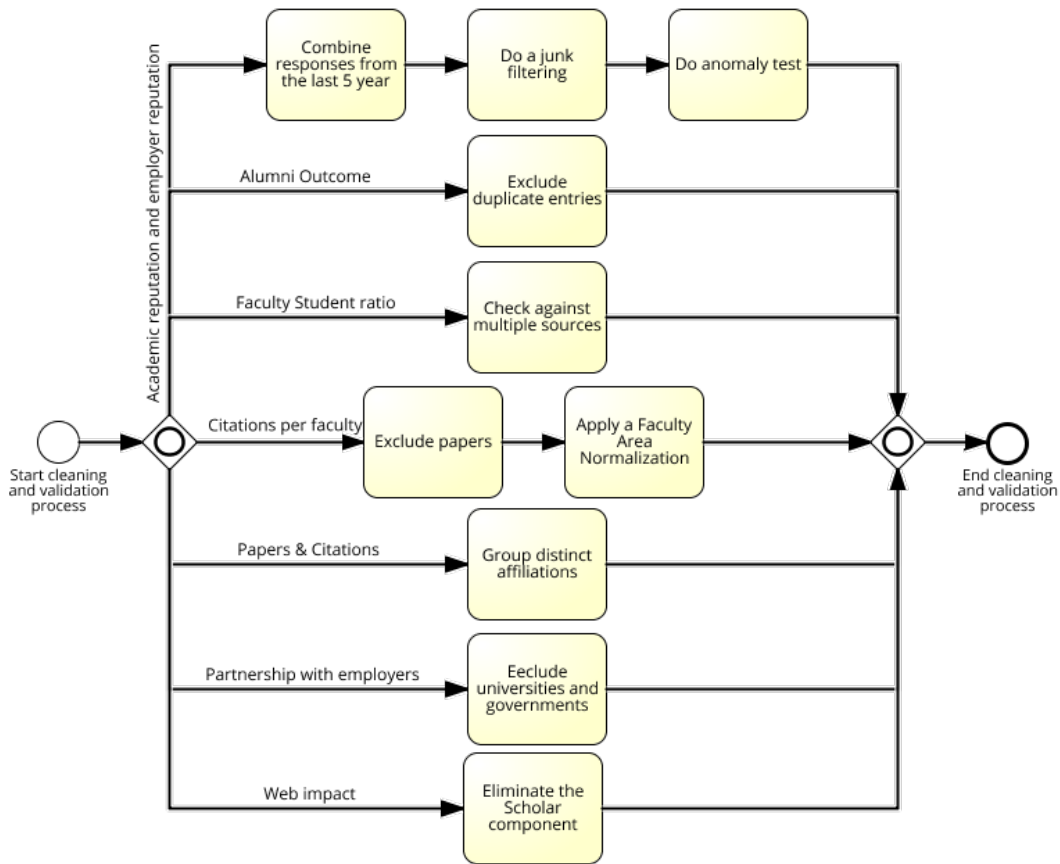 Academic reputation and employer reputation
Combine
responses from
the last 5 year
Do a junk
filtering
Do anomaly test
Alumni Outcome
Exclude
duplicate entries
Faculty Student ratio
Check against
multiple sources
Start cleaning
and validation
process
Citations per faculty
Exclude papers
Apply a Faculty
Area
Normalization
End cleaning
and validation
process
Papers & Citations
Group distinct
affiliations
Partnership with employers
Eeclude
universities and
governments
Web impact
Eliminate the
Scholar
component